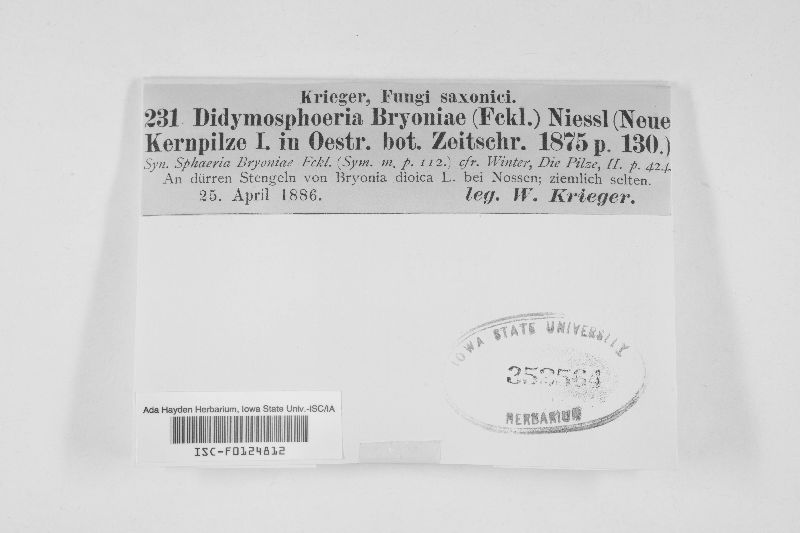 Krieger, Fungi saxonici.
231 Didymosphoeria Bryoniae (Fckl.) Niessl (Neue
Kernpilze I. in Oestr. bot. Zeitschr. 1875 p. 130.)
Syn. Sphaeria Bryoniae Fckl. (Sym. m. p. 112.) cfr. Winter, Die Pilze, II. p. 424.
An dürren Stengeln von Bryonia dioica L. bei Nossen; ziemlich selten.
25. April 1886. leg. W. Krieger.
IOWA STATE UNIVERSITY
HERBARIUM
Ada Hayden Herbarium, Iowa State Univ.-ISC/IA
ISC-F0124812